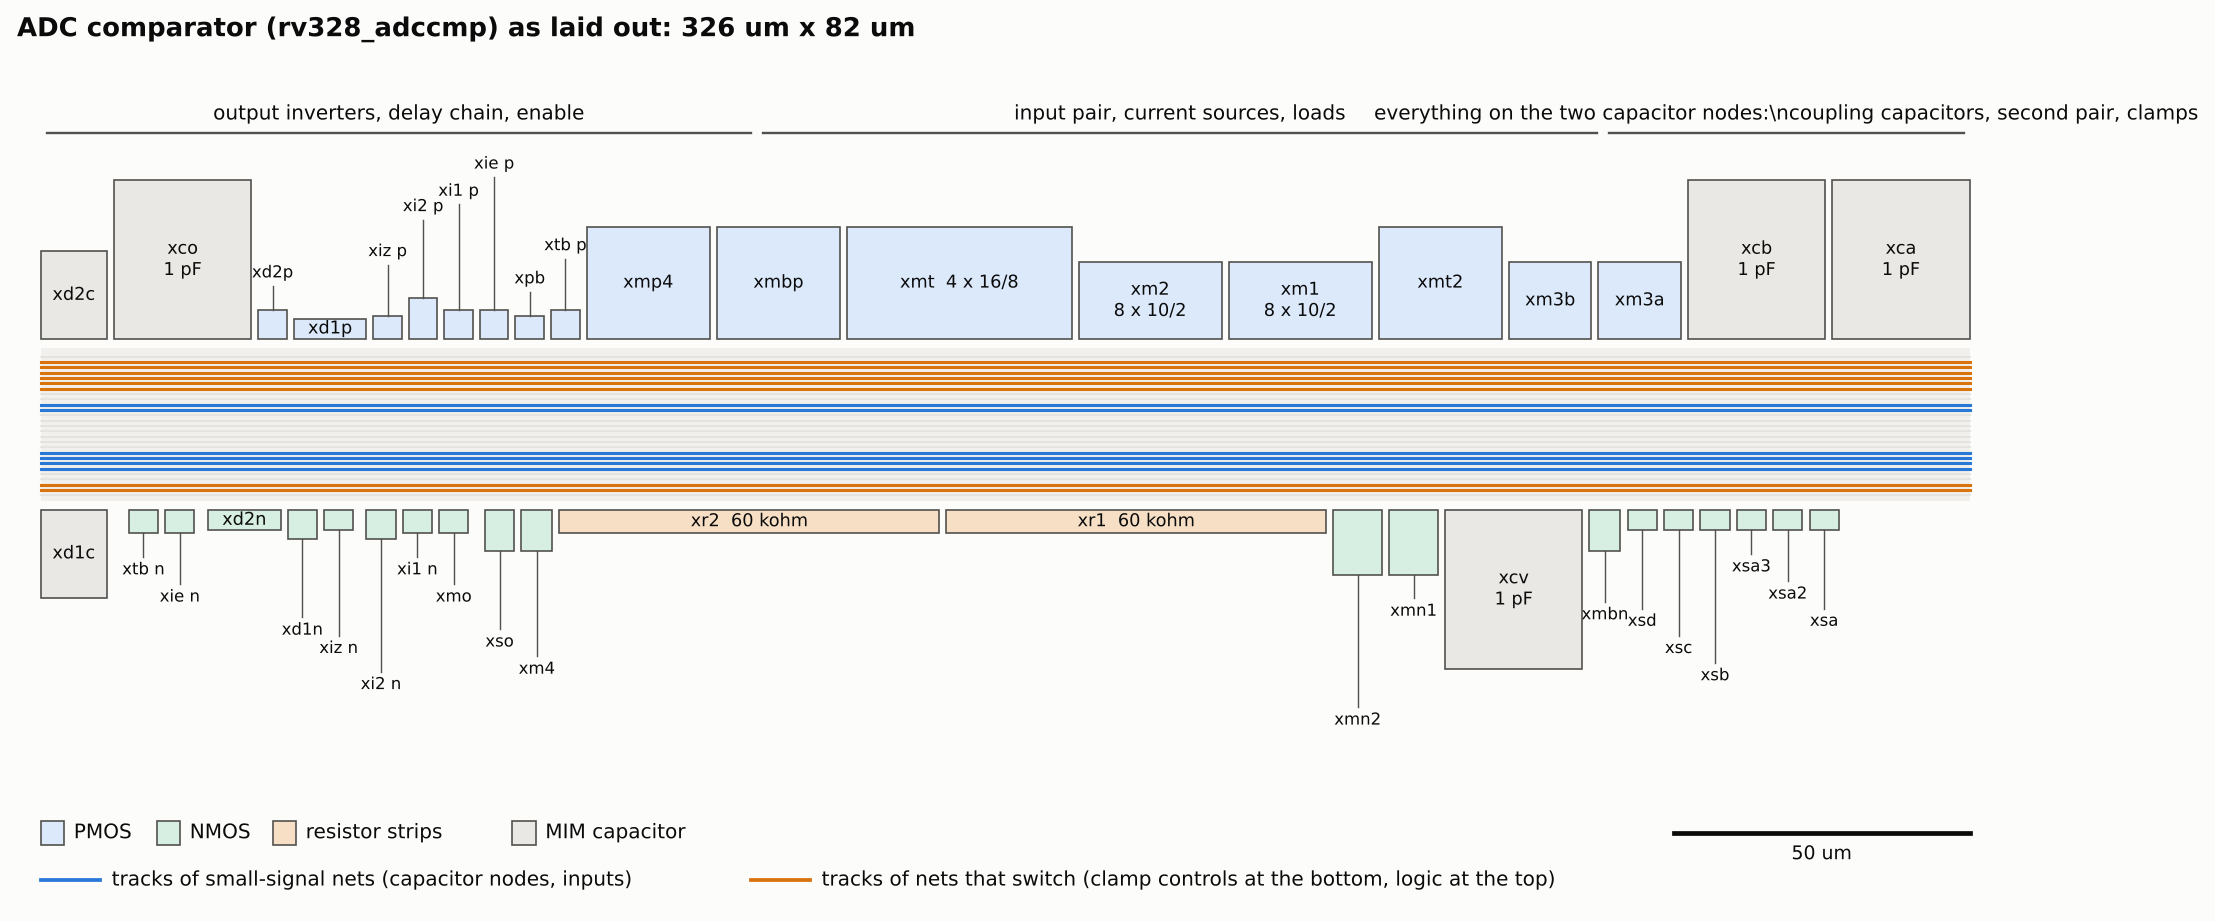 ADC comparator (rv328_adccmp) as laid out: 326 um x 82 um
output inverters, delay chain, enable
input pair, current sources, loads
everything on the two capacitor nodes:\ncoupling capacitors, second pair, clamps
xie p
xi1 p
xi2 p
xtb p
xiz p
xd2p
xpb
xd2c
xco
1 pF
xd1p
xmp4
xmbp
xmt 4 x 16/8
xm2
8 x 10/2
xm1
8 x 10/2
xmt2
xm3b
xm3a
xcb
1 pF
xca
1 pF
xd1c
xd2n
xr2 60 kohm
xr1 60 kohm
xcv
1 pF
xtb n
xie n
xd1n
xiz n
xi2 n
xi1 n
xmo
xso
xm4
xmn2
xmn1
xmbn
xsd
xsc
xsb
xsa3
xsa2
xsa
PMOS
NMOS
resistor strips
MIM capacitor
50 um
tracks of small-signal nets (capacitor nodes, inputs)
tracks of nets that switch (clamp controls at the bottom, logic at the top)